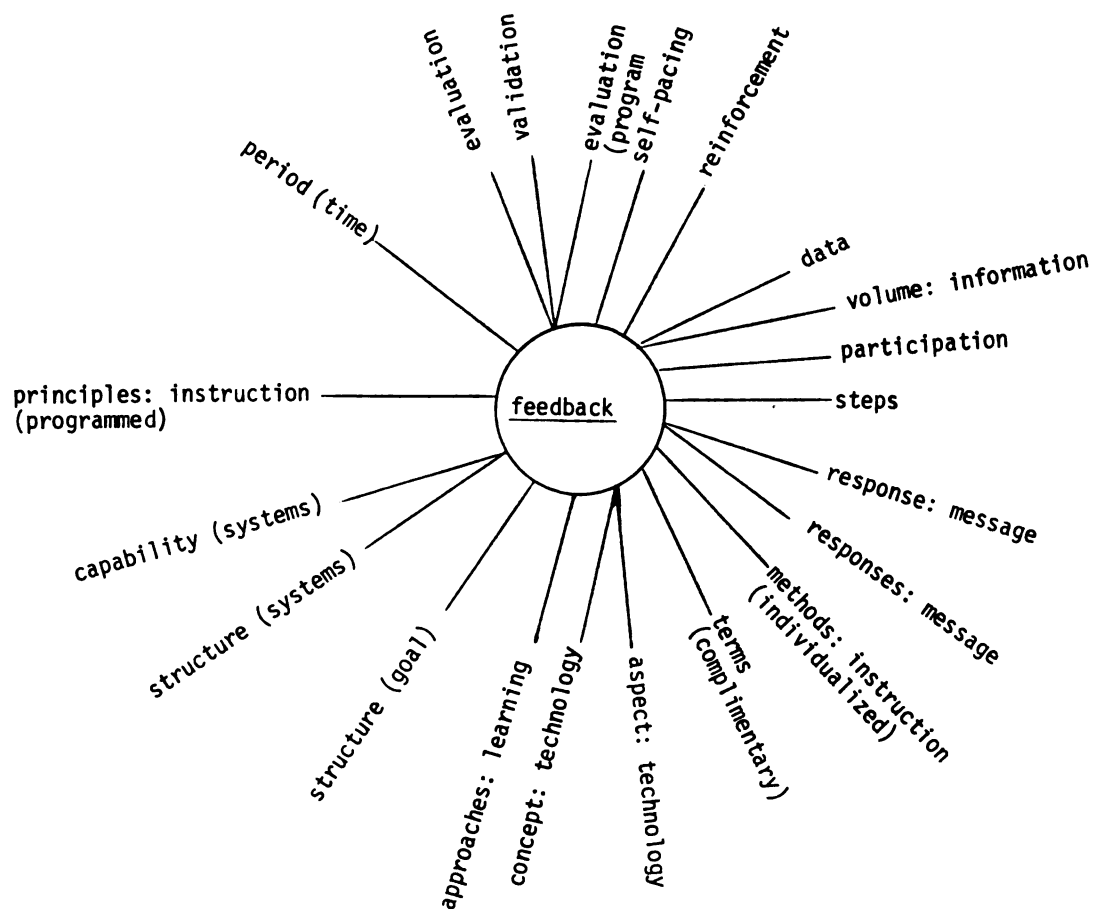 evaluation
validation
evaluation
(program
self-pacing
reinforcement
period (time)
data
volume: information
participation
steps
principles: instruction
(programmed)
feedback
response: message
responses: message
methods: instruction
(individualized)
terms
(complimentary)
aspect: technology
concept: technology
approaches: learning
structure (goal)
structure (systems)
capability (systems)